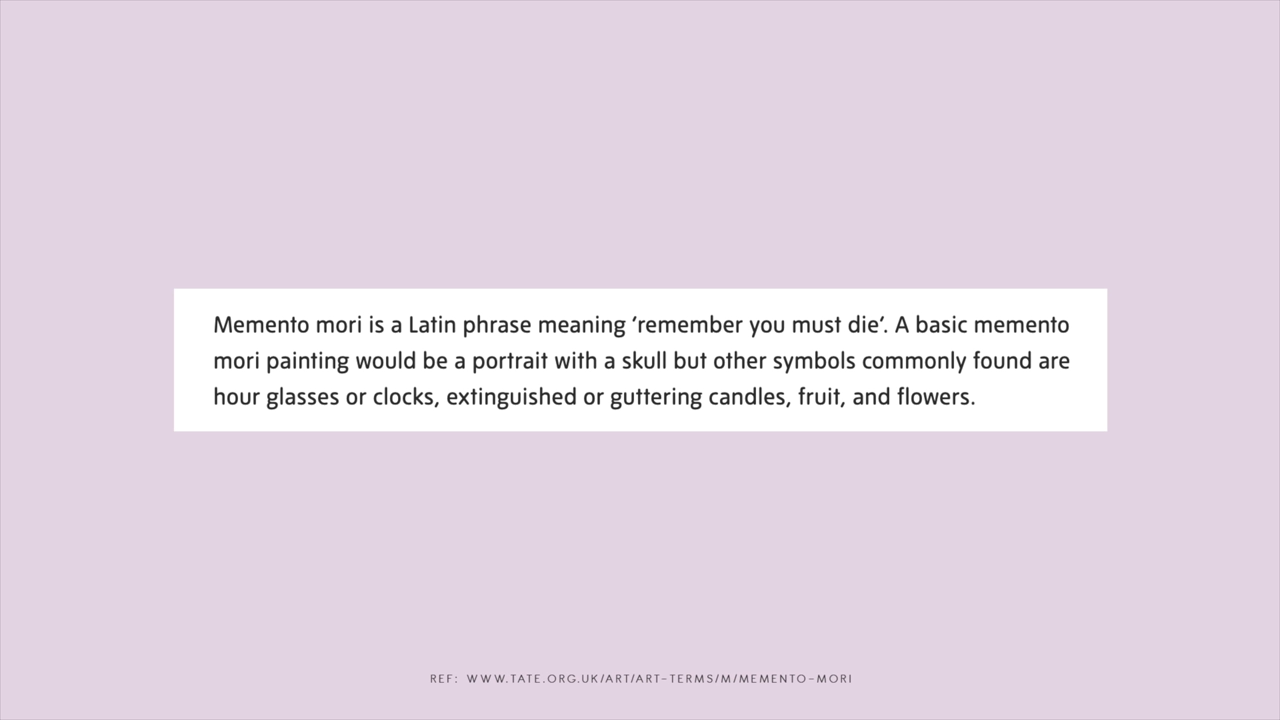 Memento mori is a Latin phrase meaning ‘remember you must die’. A basic memento
mori painting would be a portrait with a skull but other symbols commonly found are
hour glasses or clocks, extinguished or guttering candles, fruit, and flowers.
REF: WWW.TATE.ORG.UK/ART/ART-TERMS/M/MEMENTO-MORI